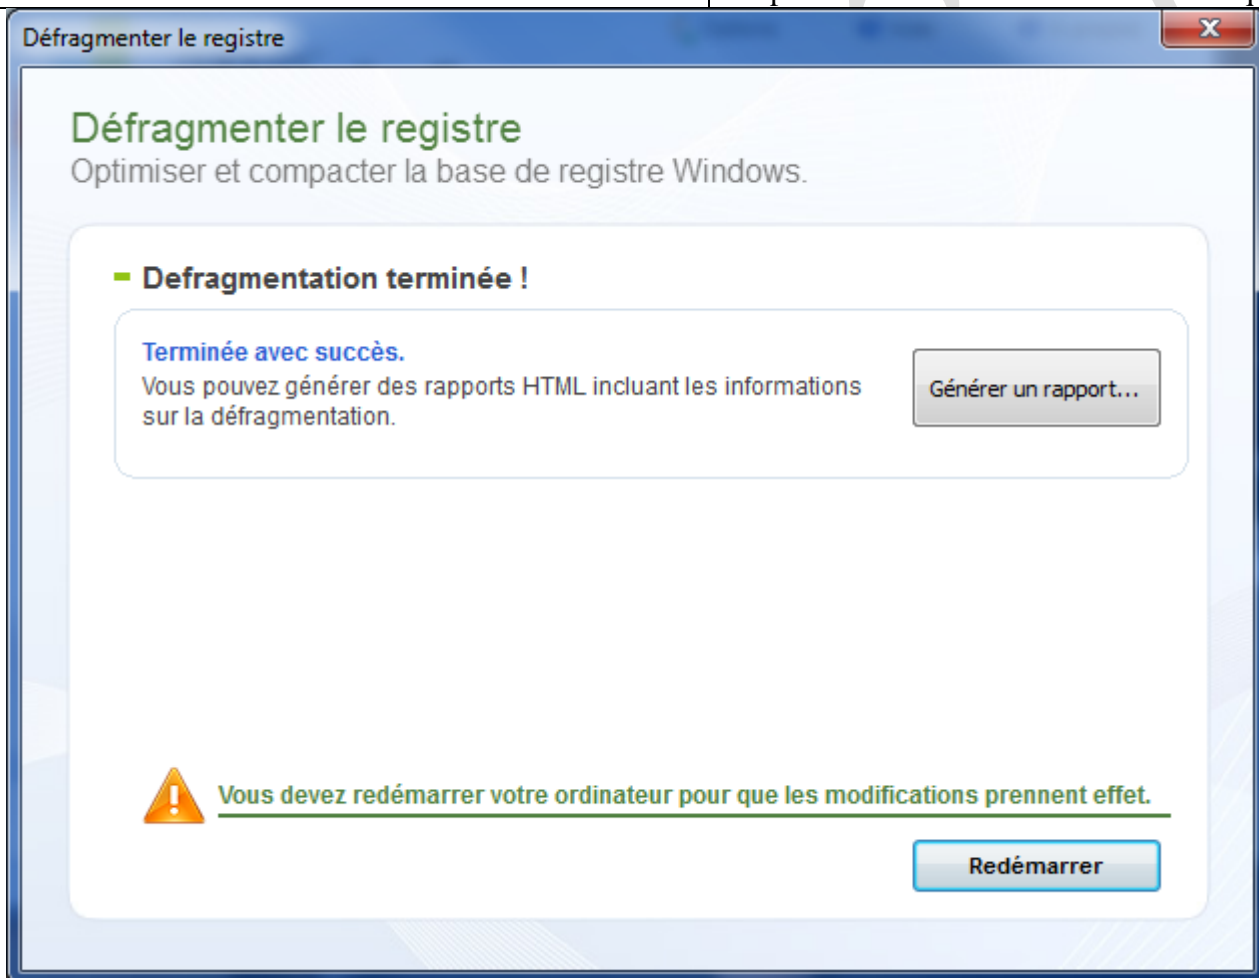 Défragmenter le registre
Défragmenter le registre
Optimiser et compacter la base de registre Windows.
Defragmentation terminée !
Terminée avec succès.
Vous pouvez générer des rapports HTML incluant les informations
sur la défragmentation.
Générer un rapport...
Vous devez redémarrer votre ordinateur pour que les modifications prennent effet.
Redémarrer